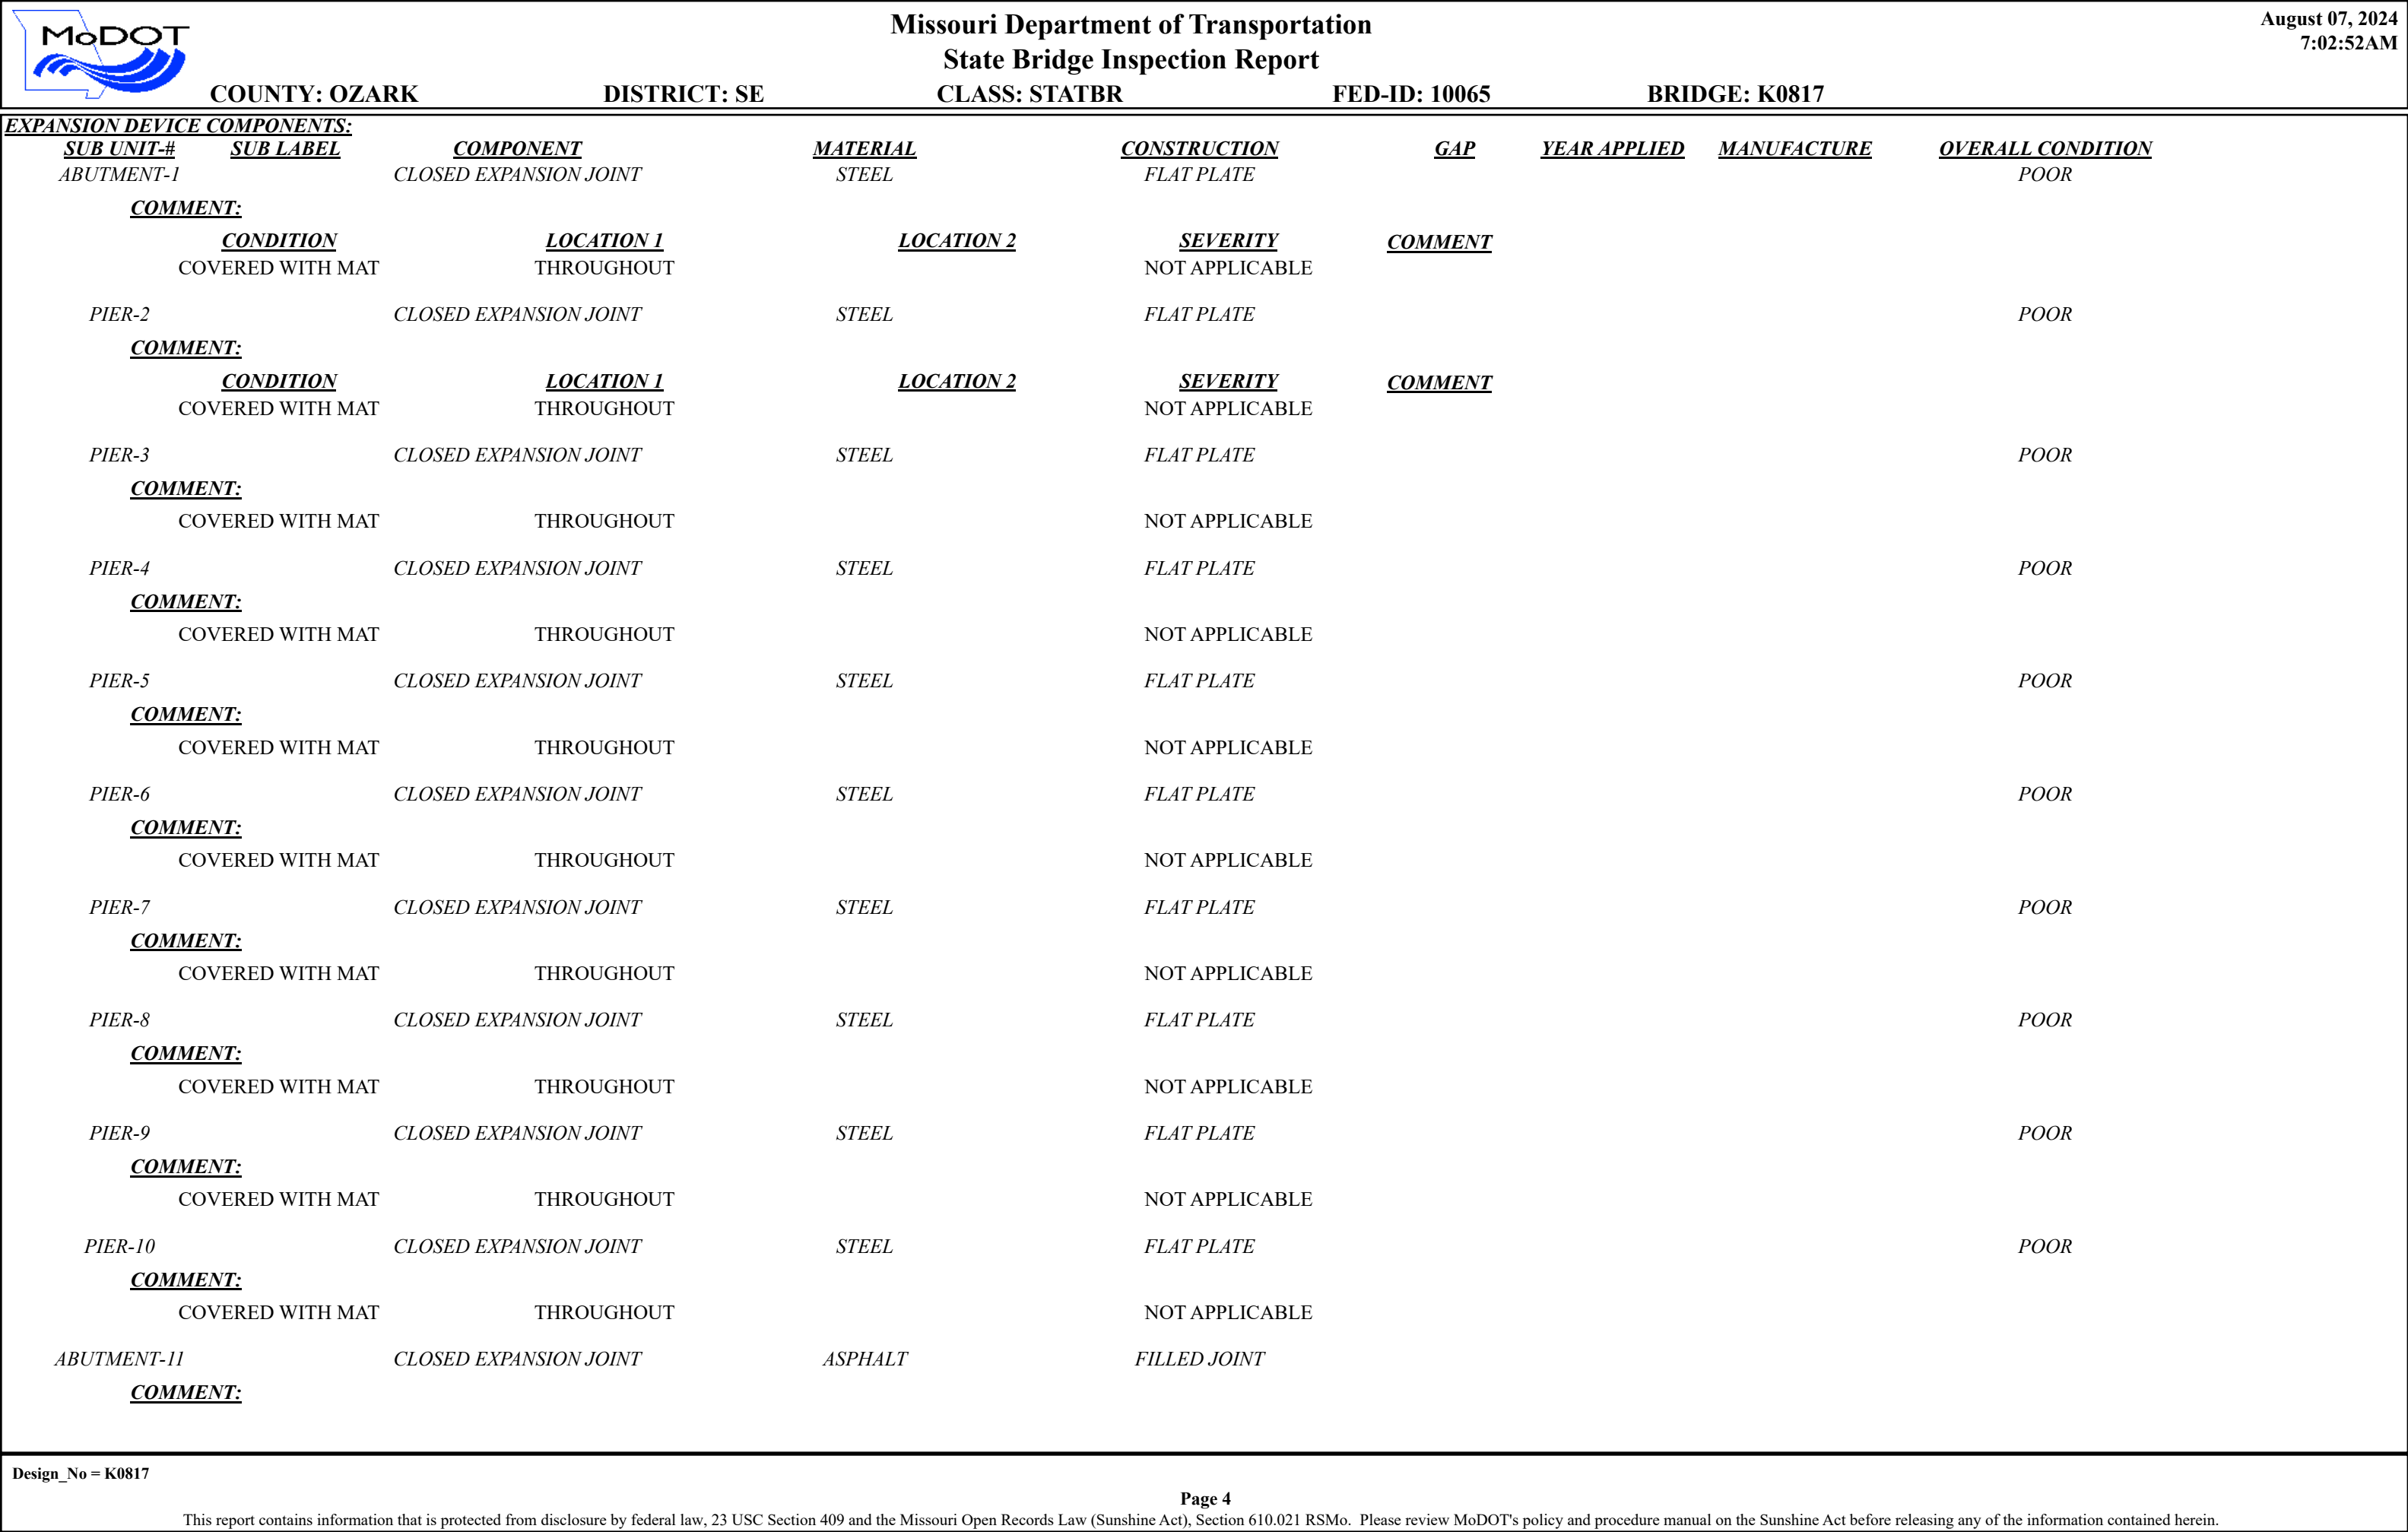 MoDOT
Missouri Department of Transportation
State Bridge Inspection Report
August 07, 2024
7:02:52AM
COUNTY: OZARK DISTRICT: SE CLASS: STATBR FED-ID: 10065 BRIDGE: K0817
EXPANSION DEVICE COMPONENTS:
SUB UNIT-# SUB LABEL COMPONENT MATERIAL CONSTRUCTION GAP YEAR APPLIED MANUFACTURE OVERALL CONDITION
ABUTMENT-1 CLOSED EXPANSION JOINT STEEL FLAT PLATE POOR
COMMENT:
CONDITION LOCATION 1 LOCATION 2 SEVERITY COMMENT
COVERED WITH MAT THROUGHOUT NOT APPLICABLE
PIER-2 CLOSED EXPANSION JOINT STEEL FLAT PLATE POOR
COMMENT:
CONDITION LOCATION 1 LOCATION 2 SEVERITY COMMENT
COVERED WITH MAT THROUGHOUT NOT APPLICABLE
PIER-3 CLOSED EXPANSION JOINT STEEL FLAT PLATE POOR
COMMENT:
COVERED WITH MAT THROUGHOUT NOT APPLICABLE
PIER-4 CLOSED EXPANSION JOINT STEEL FLAT PLATE POOR
COMMENT:
COVERED WITH MAT THROUGHOUT NOT APPLICABLE
PIER-5 CLOSED EXPANSION JOINT STEEL FLAT PLATE POOR
COMMENT:
COVERED WITH MAT THROUGHOUT NOT APPLICABLE
PIER-6 CLOSED EXPANSION JOINT STEEL FLAT PLATE POOR
COMMENT:
COVERED WITH MAT THROUGHOUT NOT APPLICABLE
PIER-7 CLOSED EXPANSION JOINT STEEL FLAT PLATE POOR
COMMENT:
COVERED WITH MAT THROUGHOUT NOT APPLICABLE
PIER-8 CLOSED EXPANSION JOINT STEEL FLAT PLATE POOR
COMMENT:
COVERED WITH MAT THROUGHOUT NOT APPLICABLE
PIER-9 CLOSED EXPANSION JOINT STEEL FLAT PLATE POOR
COMMENT:
COVERED WITH MAT THROUGHOUT NOT APPLICABLE
PIER-10 CLOSED EXPANSION JOINT STEEL FLAT PLATE POOR
COMMENT:
COVERED WITH MAT THROUGHOUT NOT APPLICABLE
ABUTMENT-11 CLOSED EXPANSION JOINT ASPHALT FILLED JOINT
COMMENT:
Design_No = K0817
Page 4
This report contains information that is protected from disclosure by federal law, 23 USC Section 409 and the Missouri Open Records Law (Sunshine Act), Section 610.021 RSMo. Please review MoDOT's policy and procedure manual on the Sunshine Act before releasing any of the information contained herein.